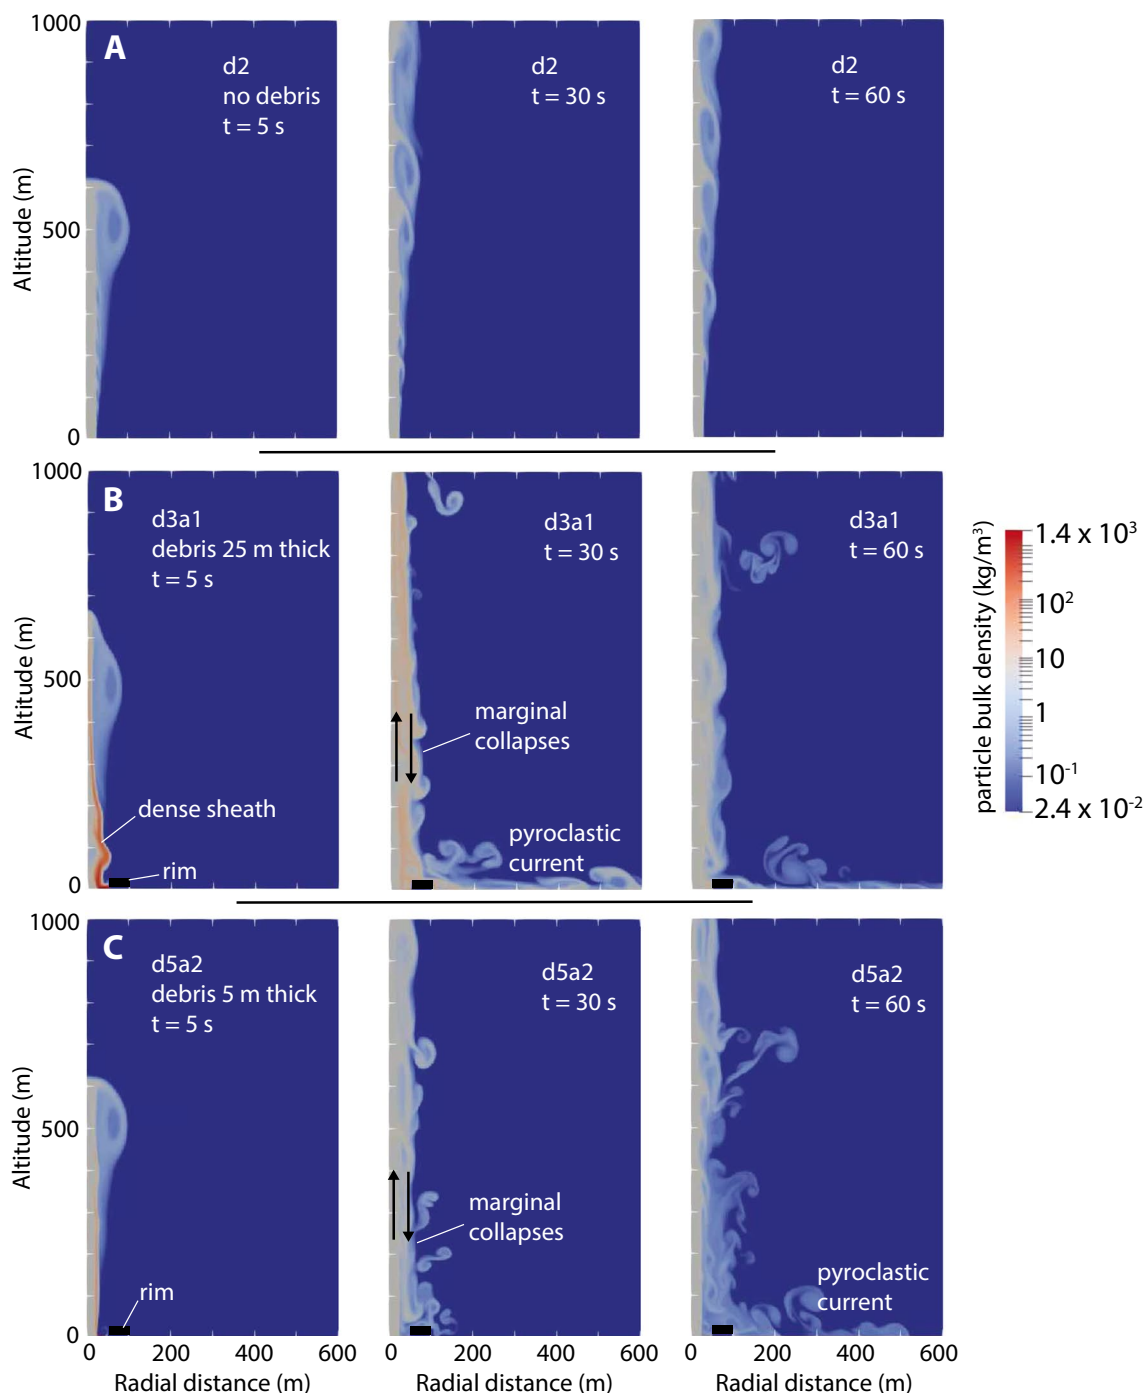 A
d2
no debris
t = 5 s
d2
t = 30 s
d2
t = 60 s
1000
500
0
Altitude (m)
B
d3a1
debris 25 m thick
t = 5 s
dense sheath
rim
d3a1
t = 30 s
marginal
collapses
pyroclastic
current
d3a1
t = 60 s
1000
500
0
Altitude (m)
particle bulk density (kg/m³)
1.4 x 10³
10²
10
1
10⁻¹
2.4 x 10⁻²
C
d5a2
debris 5 m thick
t = 5 s
rim
d5a2
t = 30 s
marginal
collapses
d5a2
t = 60 s
pyroclastic
current
1000
500
0
Altitude (m)
0 200 400 600
0 200 400 600
0 200 400 600
Radial distance (m)
Radial distance (m)
Radial distance (m)